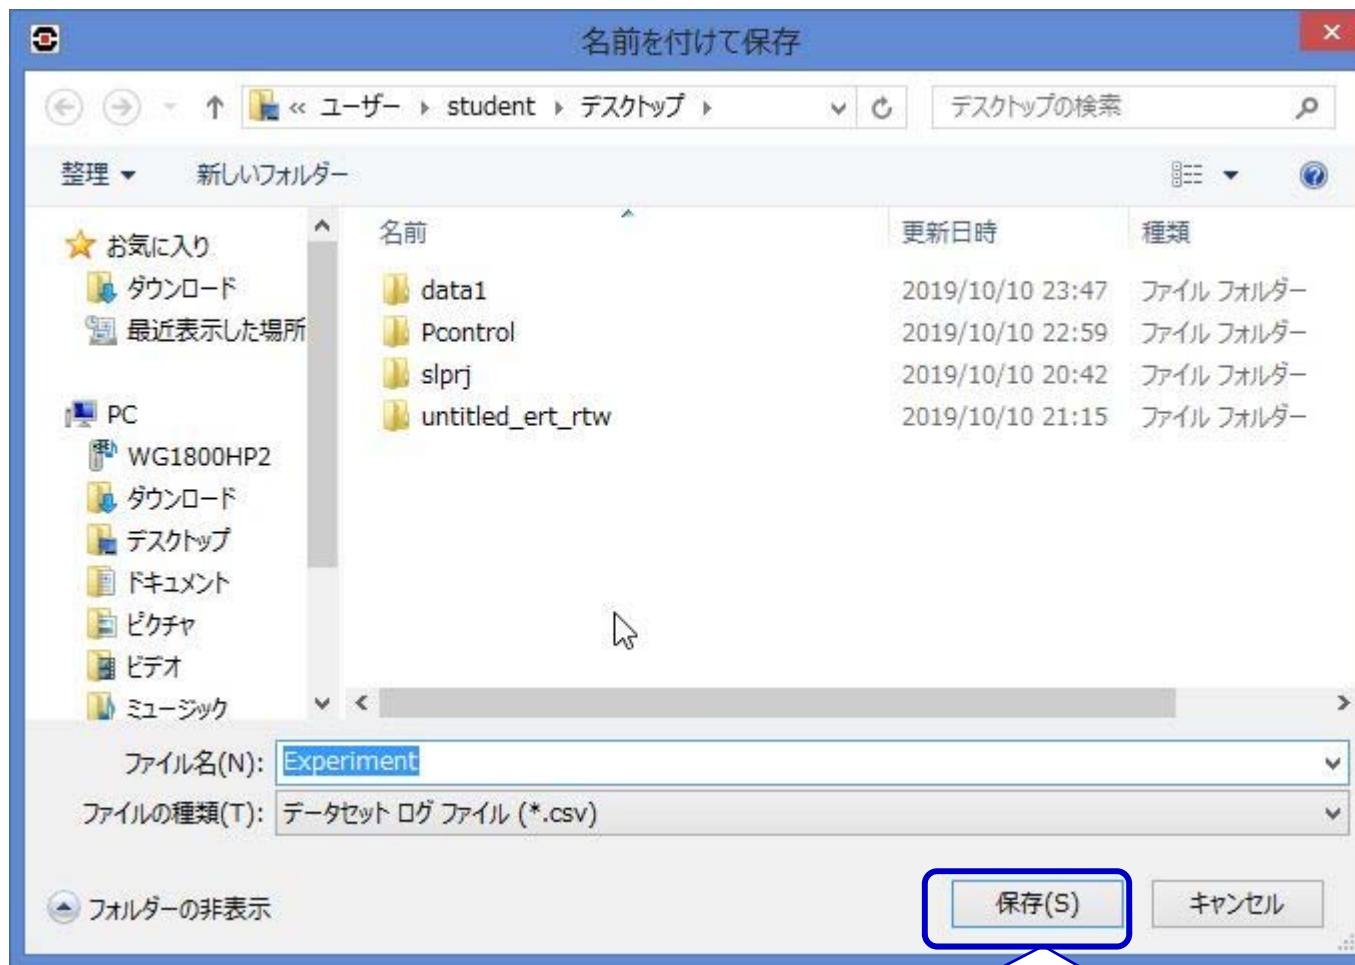 名前を付けて保存
« ユーザー ▸ student ▸ デスクトップ ▸
デスクトップの検索
整理 ▼ 新しいフォルダー
お気に入り
ダウンロード
最近表示した場所
PC
WG1800HP2
ダウンロード
デスクトップ
ドキュメント
ピクチャ
ビデオ
ミュージック
名前 更新日時 種類
data1 2019/10/10 23:47 ファイル フォルダー
Pcontrol 2019/10/10 22:59 ファイル フォルダー
slprj 2019/10/10 20:42 ファイル フォルダー
untitled_ert_rtw 2019/10/10 21:15 ファイル フォルダー
ファイル名(N): Experiment
ファイルの種類(T): データセット ログ ファイル (*.csv)
フォルダーの非表示
保存(S) キャンセル